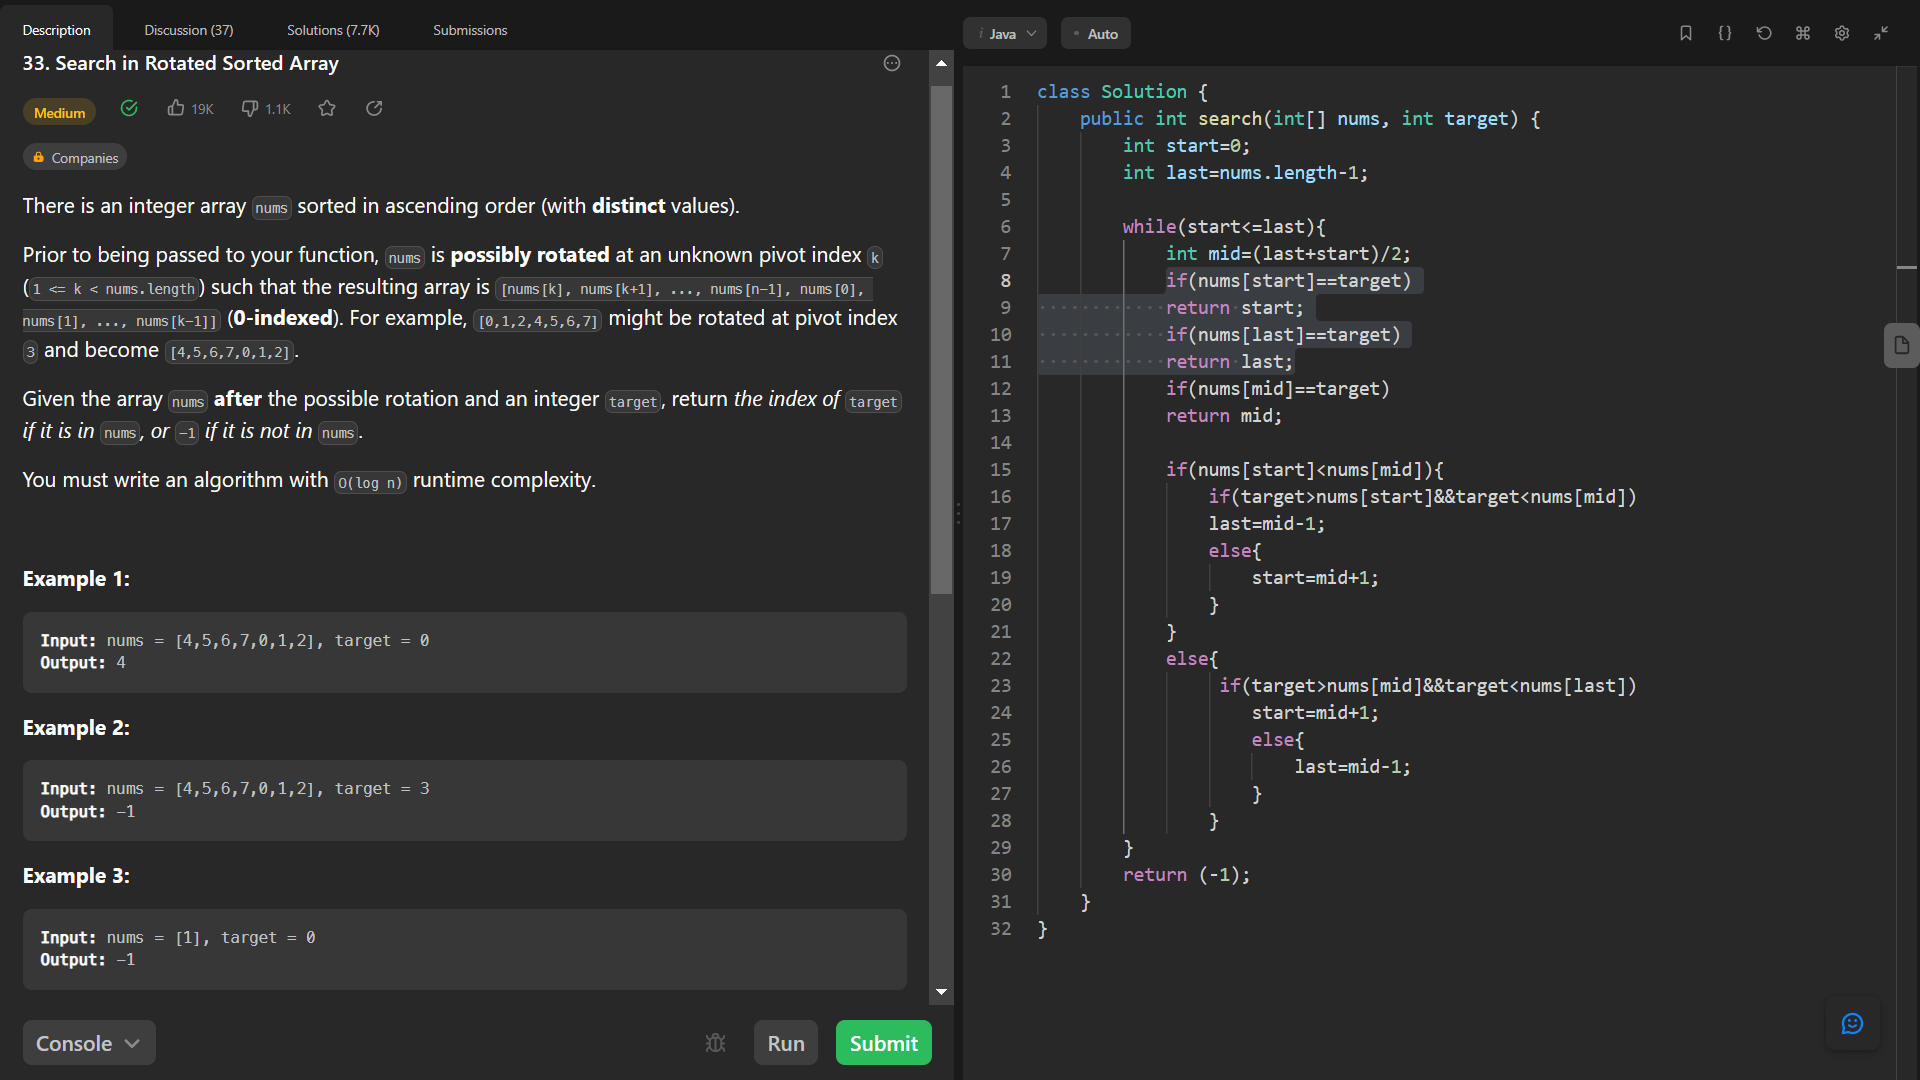 Description Discussion (37) Solutions (7.7K) Submissions
33. Search in Rotated Sorted Array
Medium 19K 1.1K
Companies
There is an integer array nums sorted in ascending order (with distinct values).
Prior to being passed to your function, nums is possibly rotated at an unknown pivot index k
(1 <= k < nums.length) such that the resulting array is [nums[k], nums[k+1], ..., nums[n-1], nums[0],
nums[1], ..., nums[k-1]] (0-indexed). For example, [0,1,2,4,5,6,7] might be rotated at pivot index
3 and become [4,5,6,7,0,1,2].
Given the array nums after the possible rotation and an integer target, return the index of target
if it is in nums, or -1 if it is not in nums.
You must write an algorithm with O(log n) runtime complexity.
Example 1:
Input: nums = [4,5,6,7,0,1,2], target = 0
Output: 4
Example 2:
Input: nums = [4,5,6,7,0,1,2], target = 3
Output: -1
Example 3:
Input: nums = [1], target = 0
Output: -1
Console Run Submit
i Java Auto
1 class Solution {
2 public int search(int[] nums, int target) {
3 int start=0;
4 int last=nums.length-1;
5
6 while(start<=last){
7 int mid=(last+start)/2;
8 if(nums[start]==target)
9 return start;
10 if(nums[last]==target)
11 return last;
12 if(nums[mid]==target)
13 return mid;
14
15 if(nums[start]<nums[mid]){
16 if(target>nums[start]&&target<nums[mid])
17 last=mid-1;
18 else{
19 start=mid+1;
20 }
21 }
22 else{
23 if(target>nums[mid]&&target<nums[last])
24 start=mid+1;
25 else{
26 last=mid-1;
27 }
28 }
29 }
30 return (-1);
31 }
32 }